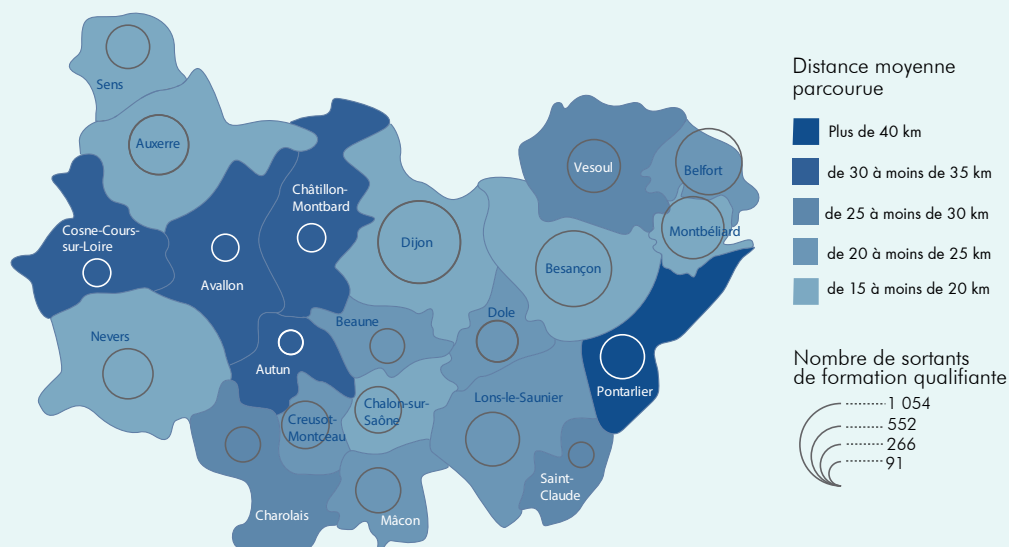 Sens
Auxerre
Cosne-Cours-
sur-Loire
Avallon
Châtillon-
Montbard
Dijon
Vesoul
Belfort
Montbéliard
Besançon
Nevers
Autun
Beaune
Dole
Pontarlier
Creusot-
Montceau
Chalon-sur-
Saône
Lons-le-Saunier
Saint-
Claude
Charolais
Mâcon
Distance moyenne
parcourue
Plus de 40 km
de 30 à moins de 35 km
de 25 à moins de 30 km
de 20 à moins de 25 km
de 15 à moins de 20 km
Nombre de sortants
de formation qualifiante
1 054
552
266
91